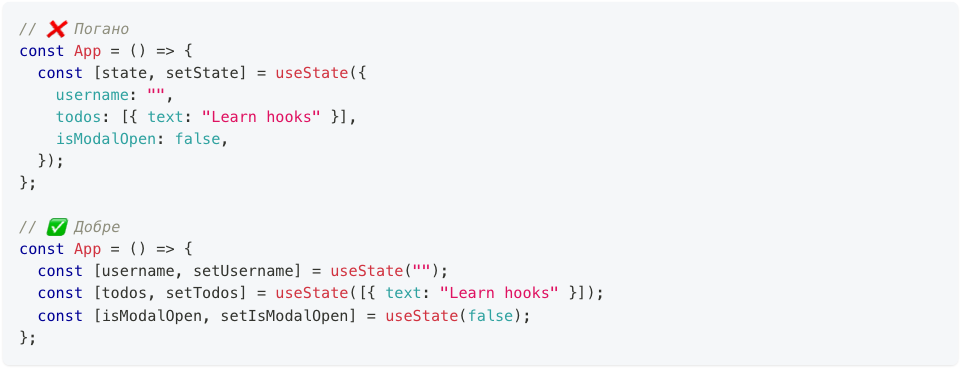 // ❌ Погано
const App = () => {
  const [state, setState] = useState({
    username: "",
    todos: [{ text: "Learn hooks" }],
    isModalOpen: false,
  });
};

// ✅ Добре
const App = () => {
  const [username, setUsername] = useState("");
  const [todos, setTodos] = useState([{ text: "Learn hooks" }]);
  const [isModalOpen, setIsModalOpen] = useState(false);
};